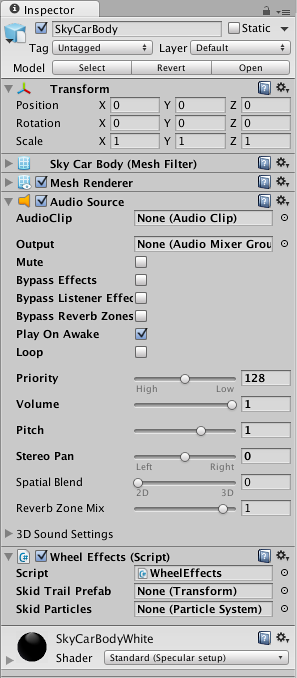 Inspector
SkyCarBody Static
Tag Untagged Layer Default
Model Select Revert Open
Transform
Position X 0 Y 0 Z 0
Rotation X 0 Y 0 Z 0
Scale X 1 Y 1 Z 1
Sky Car Body (Mesh Filter)
Mesh Renderer
Audio Source
AudioClip None (Audio Clip)
Output None (Audio Mixer Grou
Mute
Bypass Effects
Bypass Listener Effec
Bypass Reverb Zones
Play On Awake
Loop
Priority 128
High Low
Volume 1
Pitch 1
Stereo Pan 0
Left Right
Spatial Blend 0
2D 3D
Reverb Zone Mix 1
3D Sound Settings
Wheel Effects (Script)
Script WheelEffects
Skid Trail Prefab None (Transform)
Skid Particles None (Particle System)
SkyCarBodyWhite
Shader Standard (Specular setup)